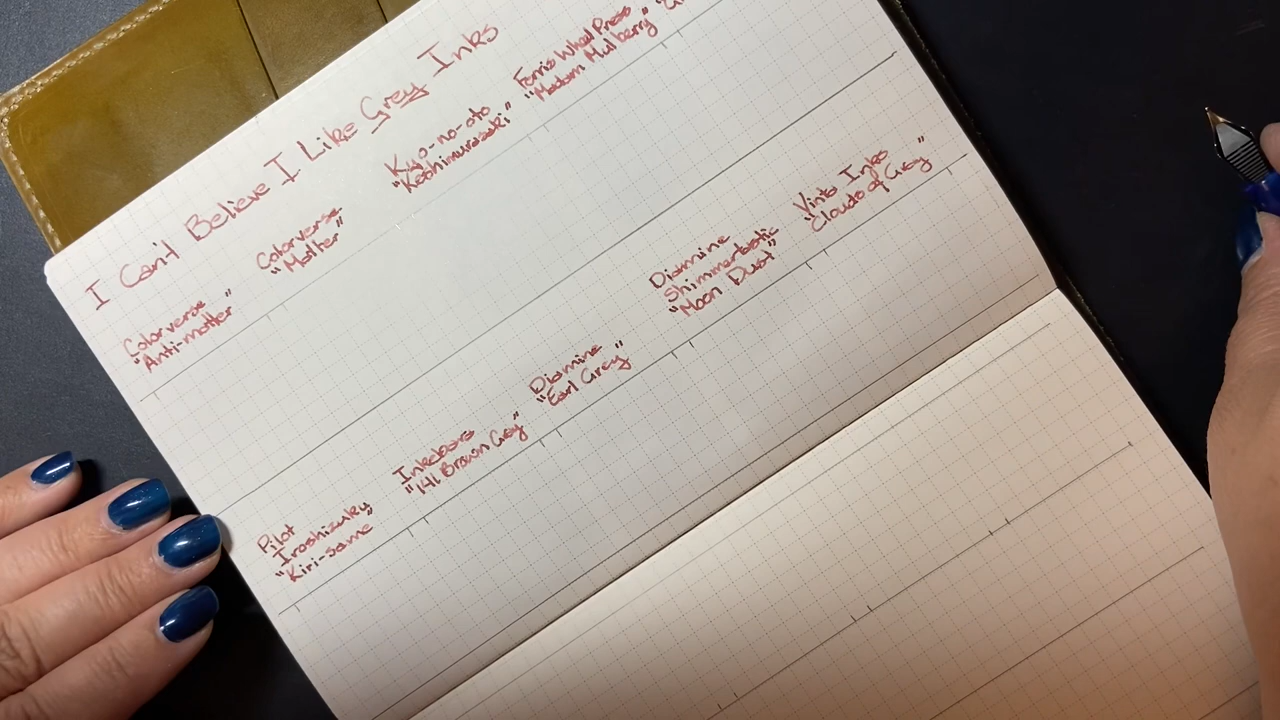 I Can't Believe I Like Grey Inks
Colorverse
"Anti-matter"
Colorverse
"Matter"
Kyo-no-oto
"Keshimurasaki"
Ferris Wheel Press
"Madam Mulberry"
Pilot
Iroshizuku
"Kiri-same"
Inkebara
"141 Brown Grey"
Diamine
"Earl Grey"
Diamine
Shimmertastic
"Moon Dust"
Vinta Inks
"Clouds of Grey"